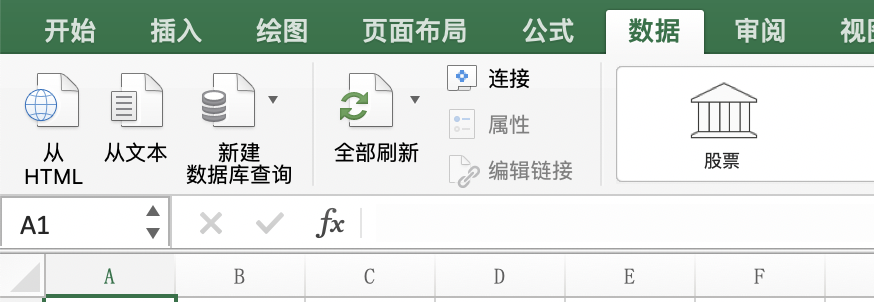 开始 插入 绘图 页面布局 公式 数据 审阅 视
从
HTML
从文本
新建
数据库查询
全部刷新
连接
属性
编辑链接
股票
A1
fx
A B C D E F